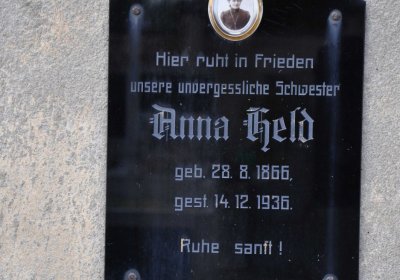 Hier ruht in Frieden
unsere unvergessliche Schwester
Anna Held
geb. 28. 8. 1866,
gest. 14. 12. 1936.
Ruhe sanft!